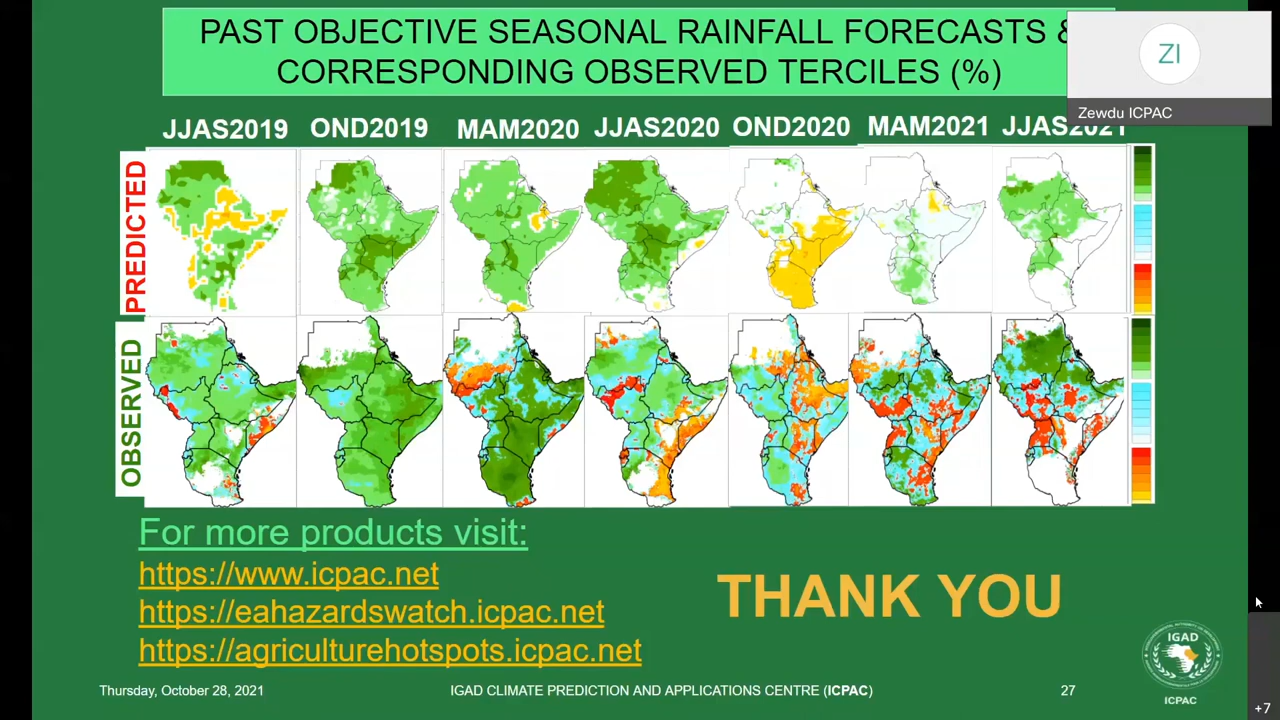 PAST OBJECTIVE SEASONAL RAINFALL FORECASTS &
CORRESPONDING OBSERVED TERCILES (%)
ZI
Zewdu ICPAC
JJAS2019 OND2019 MAM2020 JJAS2020 OND2020 MAM2021 JJAS2021
PREDICTED
OBSERVED
For more products visit:
https://www.icpac.net
https://eahazardswatch.icpac.net
https://agriculturehotspots.icpac.net
THANK YOU
IGAD
ICPAC
Thursday, October 28, 2021 IGAD CLIMATE PREDICTION AND APPLICATIONS CENTRE (ICPAC) 27
+7